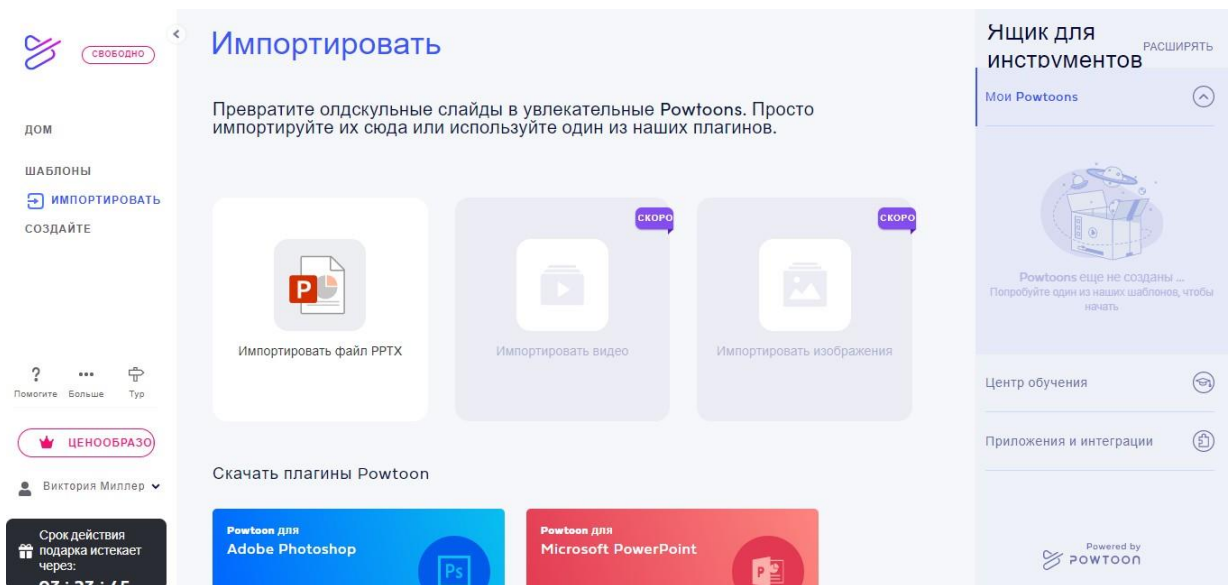 СВОБОДНО
ДОМ
ШАБЛОНЫ
ИМПОРТИРОВАТЬ
СОЗДАЙТЕ
?
Помогите Больше Тур
ЦЕНООБРАЗО
Виктория Миллер
Срок действия
подарка истекает
через:
03 : 23 : 45
Импортировать
Превратите олдскульные слайды в увлекательные Powtoons. Просто
импортируйте их сюда или используйте один из наших плагинов.
P
Импортировать файл PPTX
СКОРО
Импортировать видео
СКОРО
Импортировать изображения
Скачать плагины Powtoon
Powtoon для
Adobe Photoshop
Ps
Powtoon для
Microsoft PowerPoint
P
Ящик для
инструментов
РАСШИРЯТЬ
Мои Powtoons
Powtoons еще не созданы ...
Попробуйте один из наших шаблонов, чтобы
начать
Центр обучения
Приложения и интеграции
Powered by
POWTOON